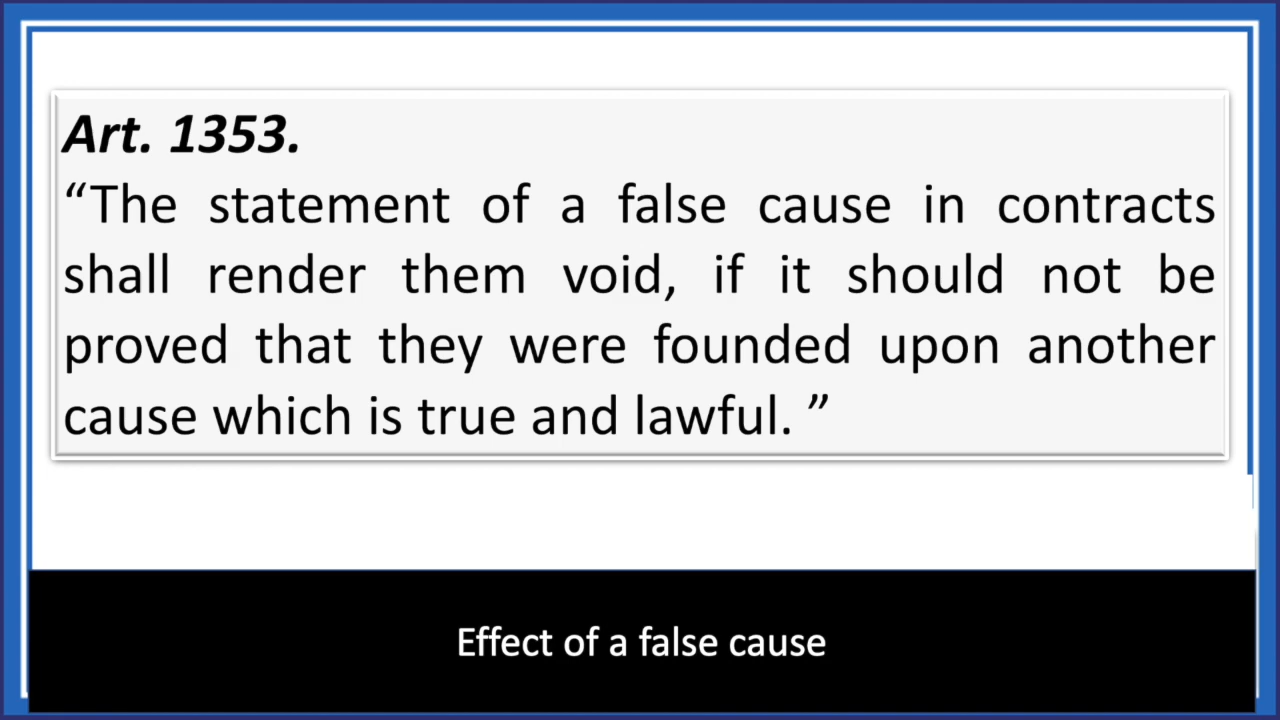 Art. 1353.
“The statement of a false cause in contracts
shall render them void, if it should not be
proved that they were founded upon another
cause which is true and lawful. ”
Effect of a false cause